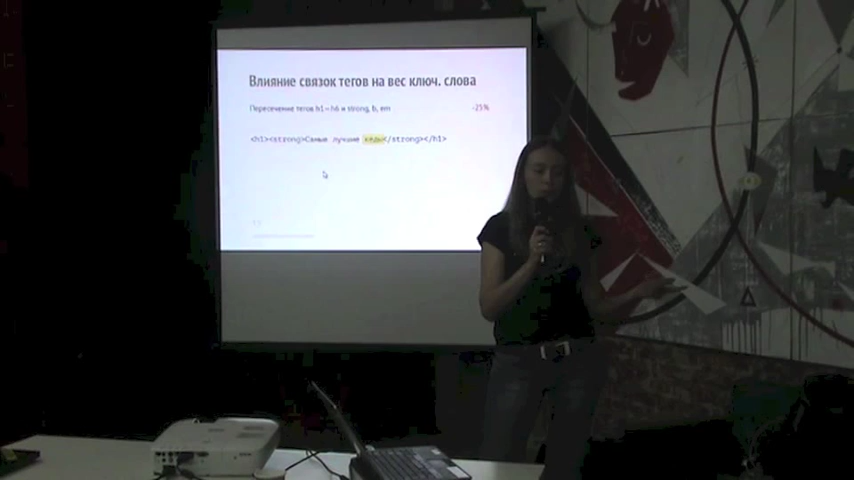 Влияние связок тегов на вес ключ. слова
Пересечение тегов h1-h6 и strong, b, em -25%
<h1><strong>Самые лучшие кеды</strong></h1>